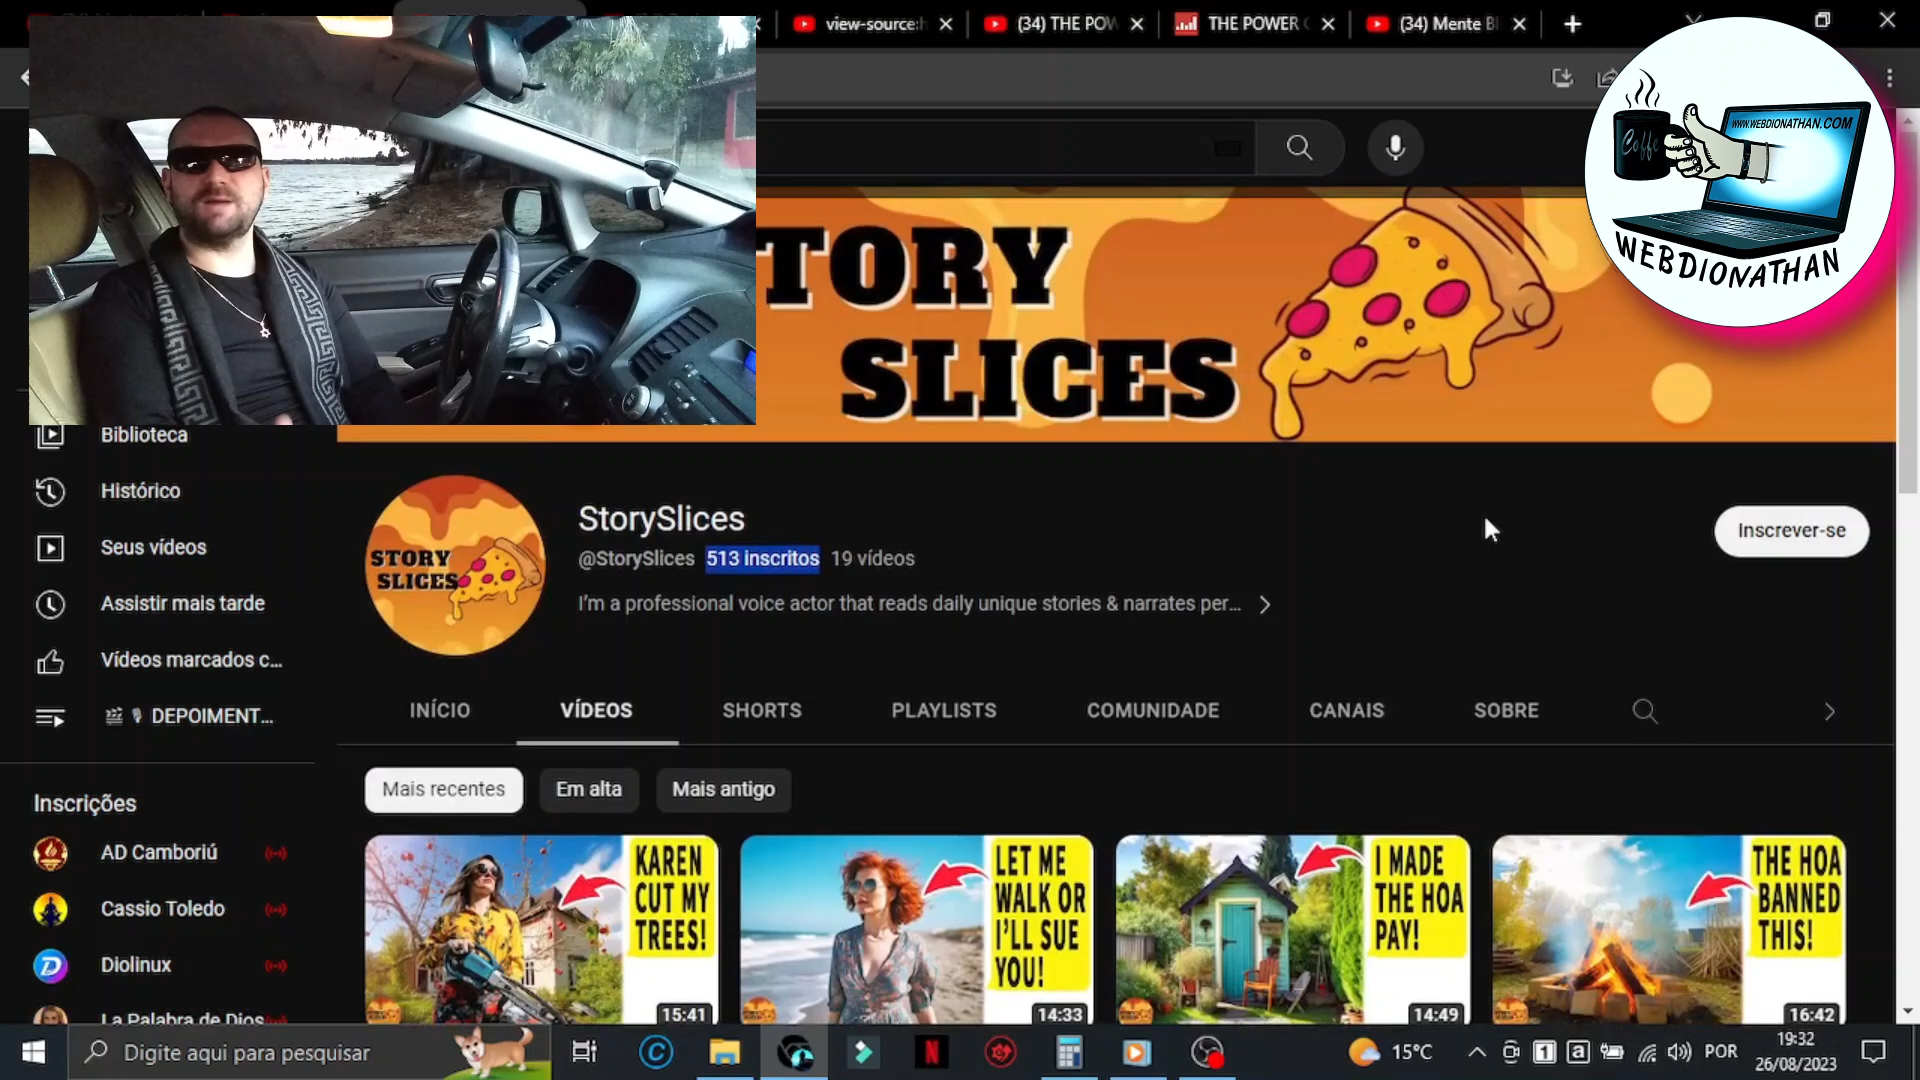 view-source:h
(34) THE POW
THE POWER
(34) Mente B
WWW.WEBDIONATHAN.COM
Coffe
WEBDIONATHAN
TORY
SLICES
Biblioteca
Histórico
Seus vídeos
Assistir mais tarde
Vídeos marcados c...
DEPOIMENT...
Inscrições
AD Camboriú
Cassio Toledo
Diolinux
La Palabra de Dios
STORY
SLICES
StorySlices
@StorySlices 513 inscritos 19 vídeos
I'm a professional voice actor that reads daily unique stories & narrates per...
Inscrever-se
INÍCIO VÍDEOS SHORTS PLAYLISTS COMUNIDADE CANAIS SOBRE
Mais recentes Em alta Mais antigo
KAREN
CUT MY
TREES!
15:41
LET ME
WALK OR
I'LL SUE
YOU!
14:33
I MADE
THE HOA
PAY!
14:49
THE HOA
BANNED
THIS!
16:42
Digite aqui para pesquisar
15°C
POR
19:32
26/08/2023